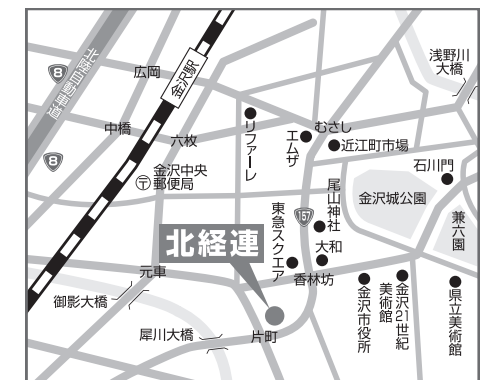 北陸自動車道
8
広岡
金沢駅
浅野川
大橋
中橋
六枚
リファーレ
エムザ
むさし
近江町市場
8
金沢中央
郵便局
石川門
金沢城公園
尾山神社
157
兼六園
東急スクエア
大和
北経連
香林坊
元車
御影大橋
金沢市役所
金沢21世紀
美術館
県立美術館
犀川大橋
片町